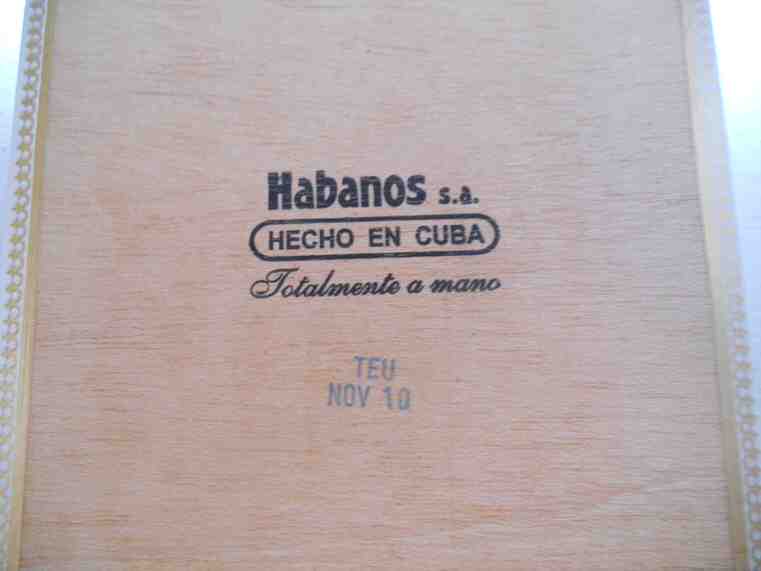 Habanos s.a.
HECHO EN CUBA
Totalmente a mano
TEU
NOV 10